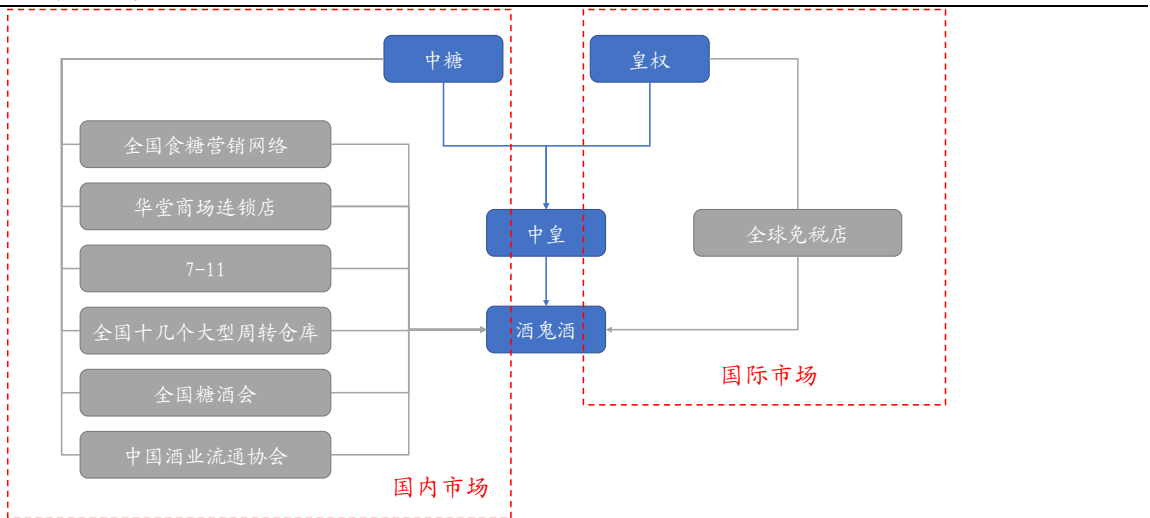 中糖
皇权
全国食糖营销网络
华堂商场连锁店
中皇
全球免税店
7-11
全国十几个大型周转仓库
酒鬼酒
国际市场
全国糖酒会
中国酒业流通协会
国内市场